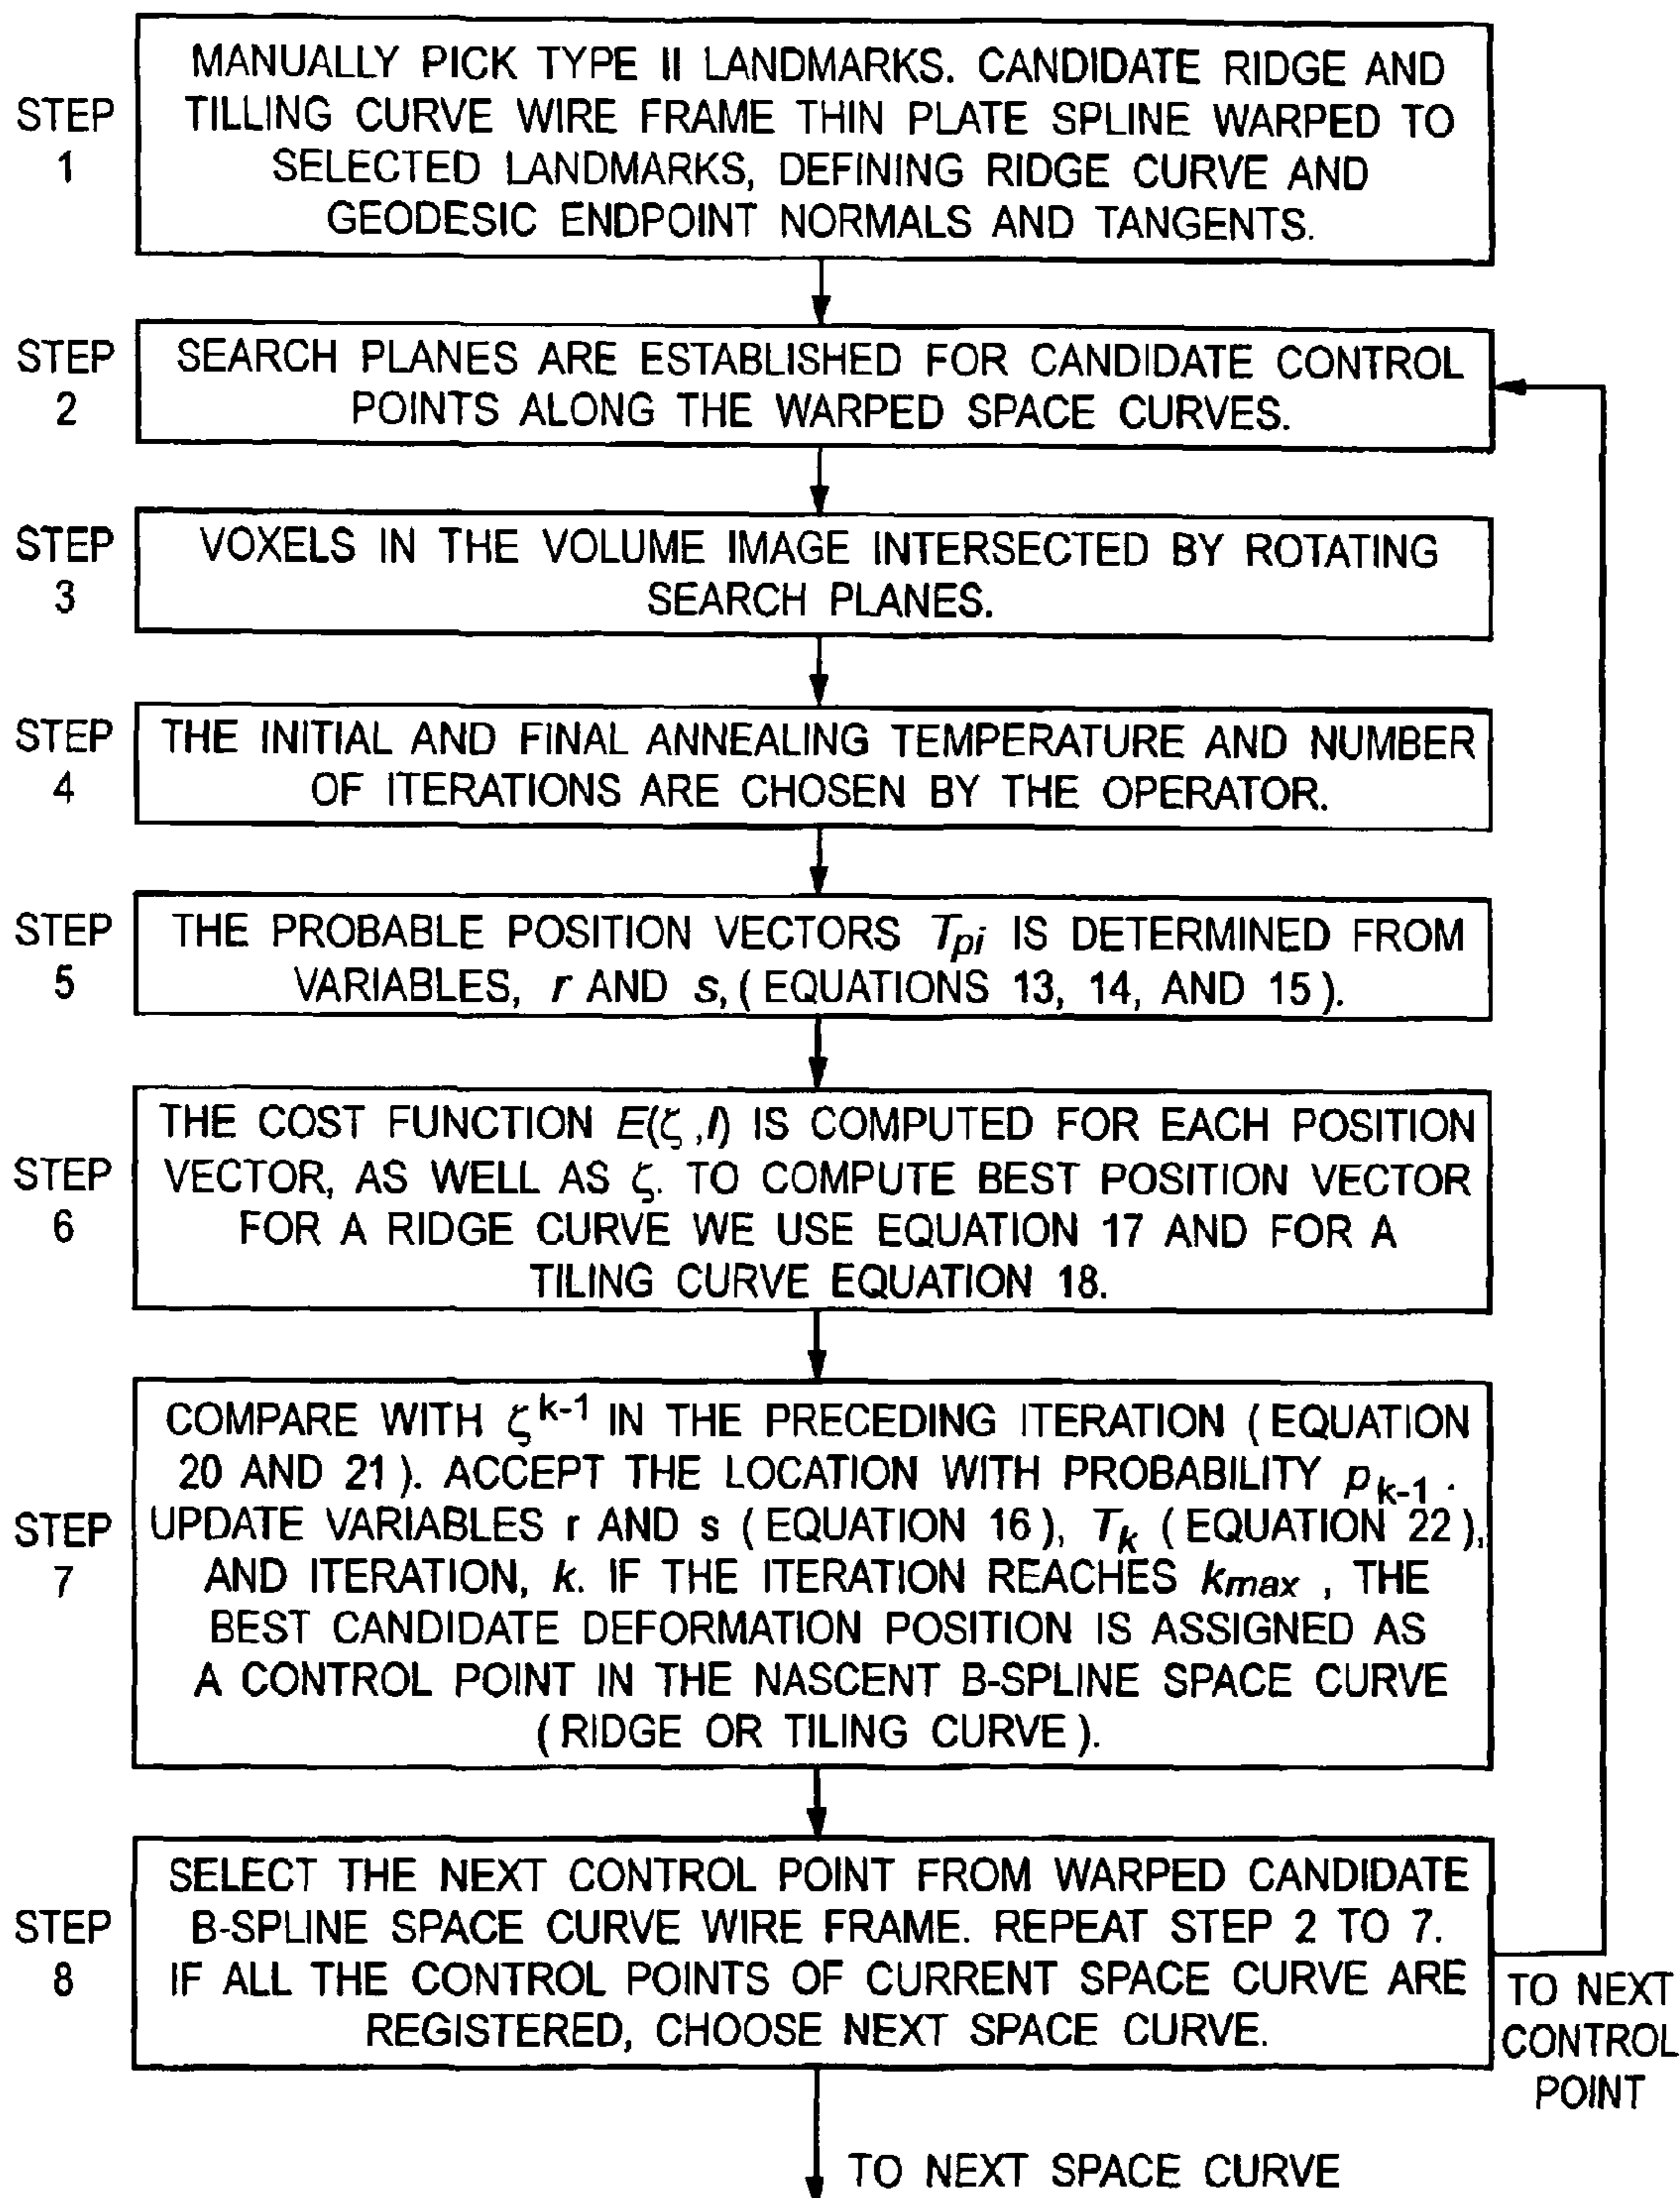 STEP
1
MANUALLY PICK TYPE II LANDMARKS. CANDIDATE RIDGE AND
TILLING CURVE WIRE FRAME THIN PLATE SPLINE WARPED TO
SELECTED LANDMARKS, DEFINING RIDGE CURVE AND
GEODESIC ENDPOINT NORMALS AND TANGENTS.
STEP
2
SEARCH PLANES ARE ESTABLISHED FOR CANDIDATE CONTROL
POINTS ALONG THE WARPED SPACE CURVES.
STEP
3
VOXELS IN THE VOLUME IMAGE INTERSECTED BY ROTATING
SEARCH PLANES.
STEP
4
THE INITIAL AND FINAL ANNEALING TEMPERATURE AND NUMBER
OF ITERATIONS ARE CHOSEN BY THE OPERATOR.
STEP
5
THE PROBABLE POSITION VECTORS T_{pi} IS DETERMINED FROM
VARIABLES, r AND s, ( EQUATIONS 13, 14, AND 15 ).
STEP
6
THE COST FUNCTION E(ζ ,I) IS COMPUTED FOR EACH POSITION
VECTOR, AS WELL AS ζ. TO COMPUTE BEST POSITION VECTOR
FOR A RIDGE CURVE WE USE EQUATION 17 AND FOR A
TILING CURVE EQUATION 18.
STEP
7
COMPARE WITH ζ^{k-1} IN THE PRECEDING ITERATION ( EQUATION
20 AND 21 ). ACCEPT THE LOCATION WITH PROBABILITY p_{k-1} .
UPDATE VARIABLES r AND s ( EQUATION 16 ), T_k ( EQUATION 22 ),
AND ITERATION, k. IF THE ITERATION REACHES k_{max} , THE
BEST CANDIDATE DEFORMATION POSITION IS ASSIGNED AS
A CONTROL POINT IN THE NASCENT B-SPLINE SPACE CURVE
( RIDGE OR TILING CURVE ).
STEP
8
SELECT THE NEXT CONTROL POINT FROM WARPED CANDIDATE
B-SPLINE SPACE CURVE WIRE FRAME. REPEAT STEP 2 TO 7.
IF ALL THE CONTROL POINTS OF CURRENT SPACE CURVE ARE
REGISTERED, CHOOSE NEXT SPACE CURVE.
TO NEXT
CONTROL
POINT
TO NEXT SPACE CURVE